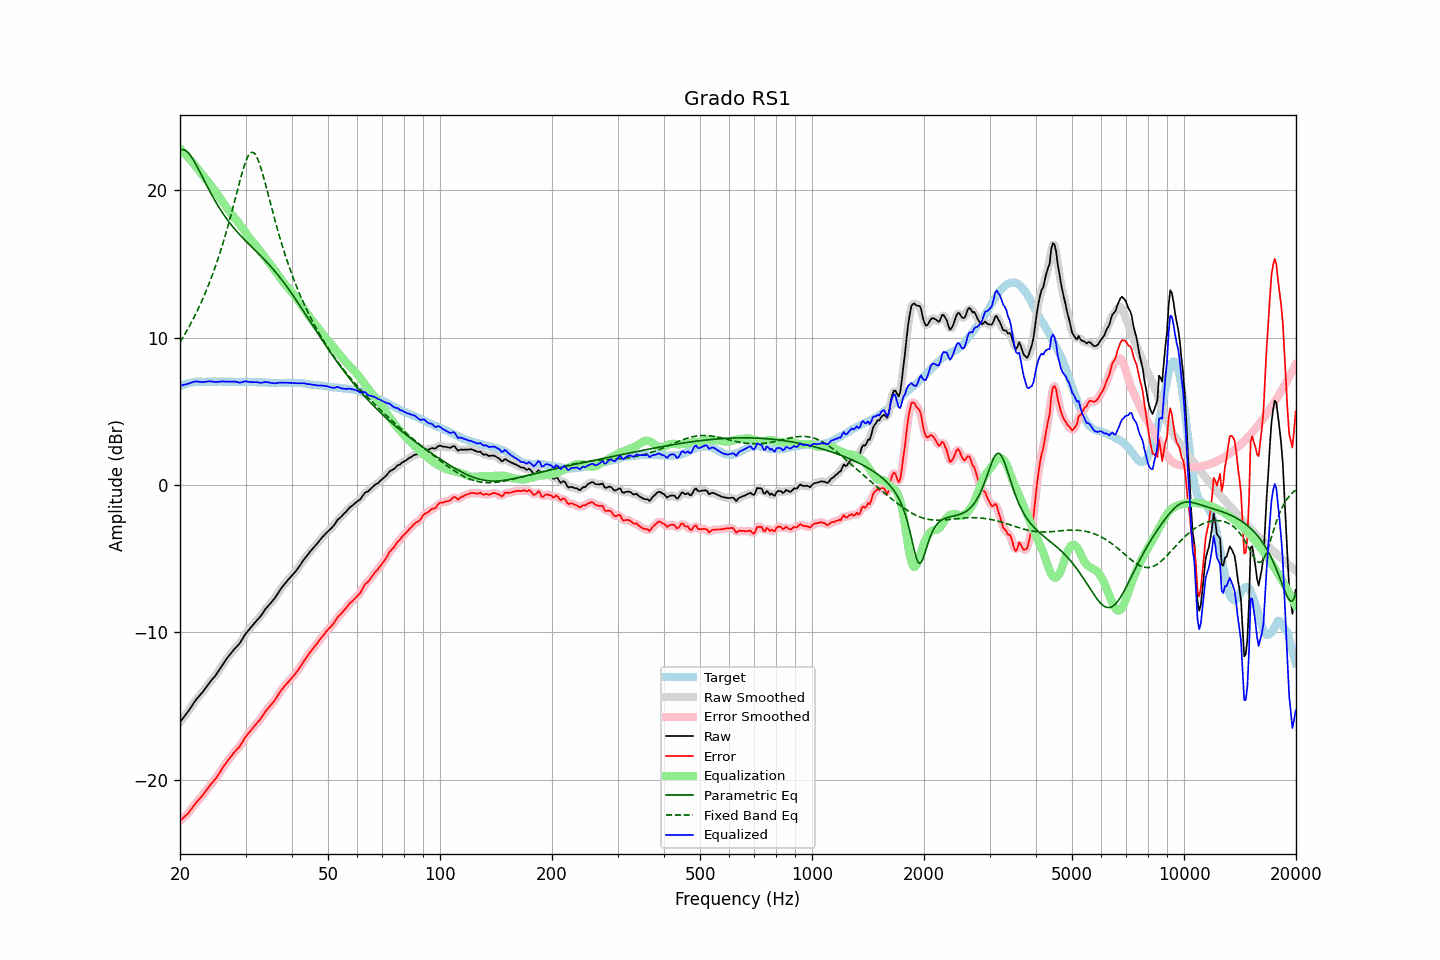 Grado RS1
Amplitude (dBr)
20
10
0
−10
−20
Target
Raw Smoothed
Error Smoothed
Raw
Error
Equalization
Parametric Eq
Fixed Band Eq
Equalized
20 50 100 200 500 1000 2000 5000 10000 20000
Frequency (Hz)